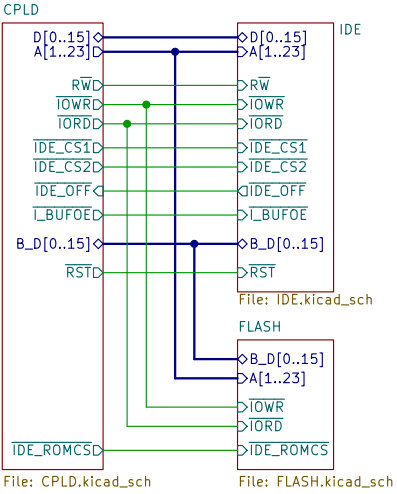 CPLD
D[0..15]
A[1..23]
RW
IOWR
IORD
IDE_CS1
IDE_CS2
IDE_OFF
I_BUFOE
B_D[0..15]
RST
IDE_ROMCS
File: CPLD.kicad_sch
IDE
D[0..15]
A[1..23]
RW
IOWR
IORD
IDE_CS1
IDE_CS2
IDE_OFF
I_BUFOE
B_D[0..15]
RST
File: IDE.kicad_sch
FLASH
B_D[0..15]
A[1..23]
IOWR
IORD
IDE_ROMCS
File: FLASH.kicad_sch